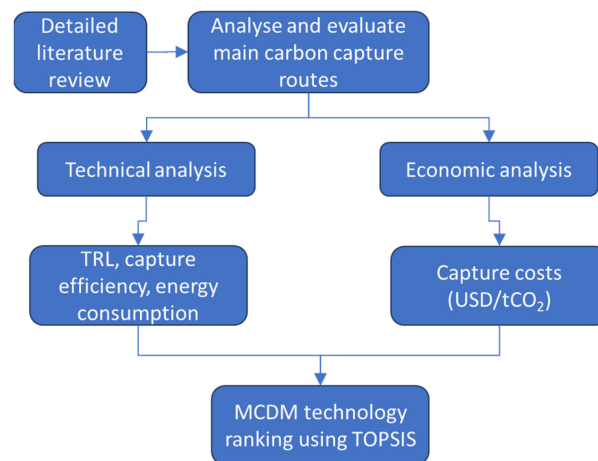 Detailed
literature
review
Analyse and evaluate
main carbon capture
routes
Technical analysis
Economic analysis
TRL, capture
efficiency, energy
consumption
Capture costs
(USD/tCO₂)
MCDM technology
ranking using TOPSIS